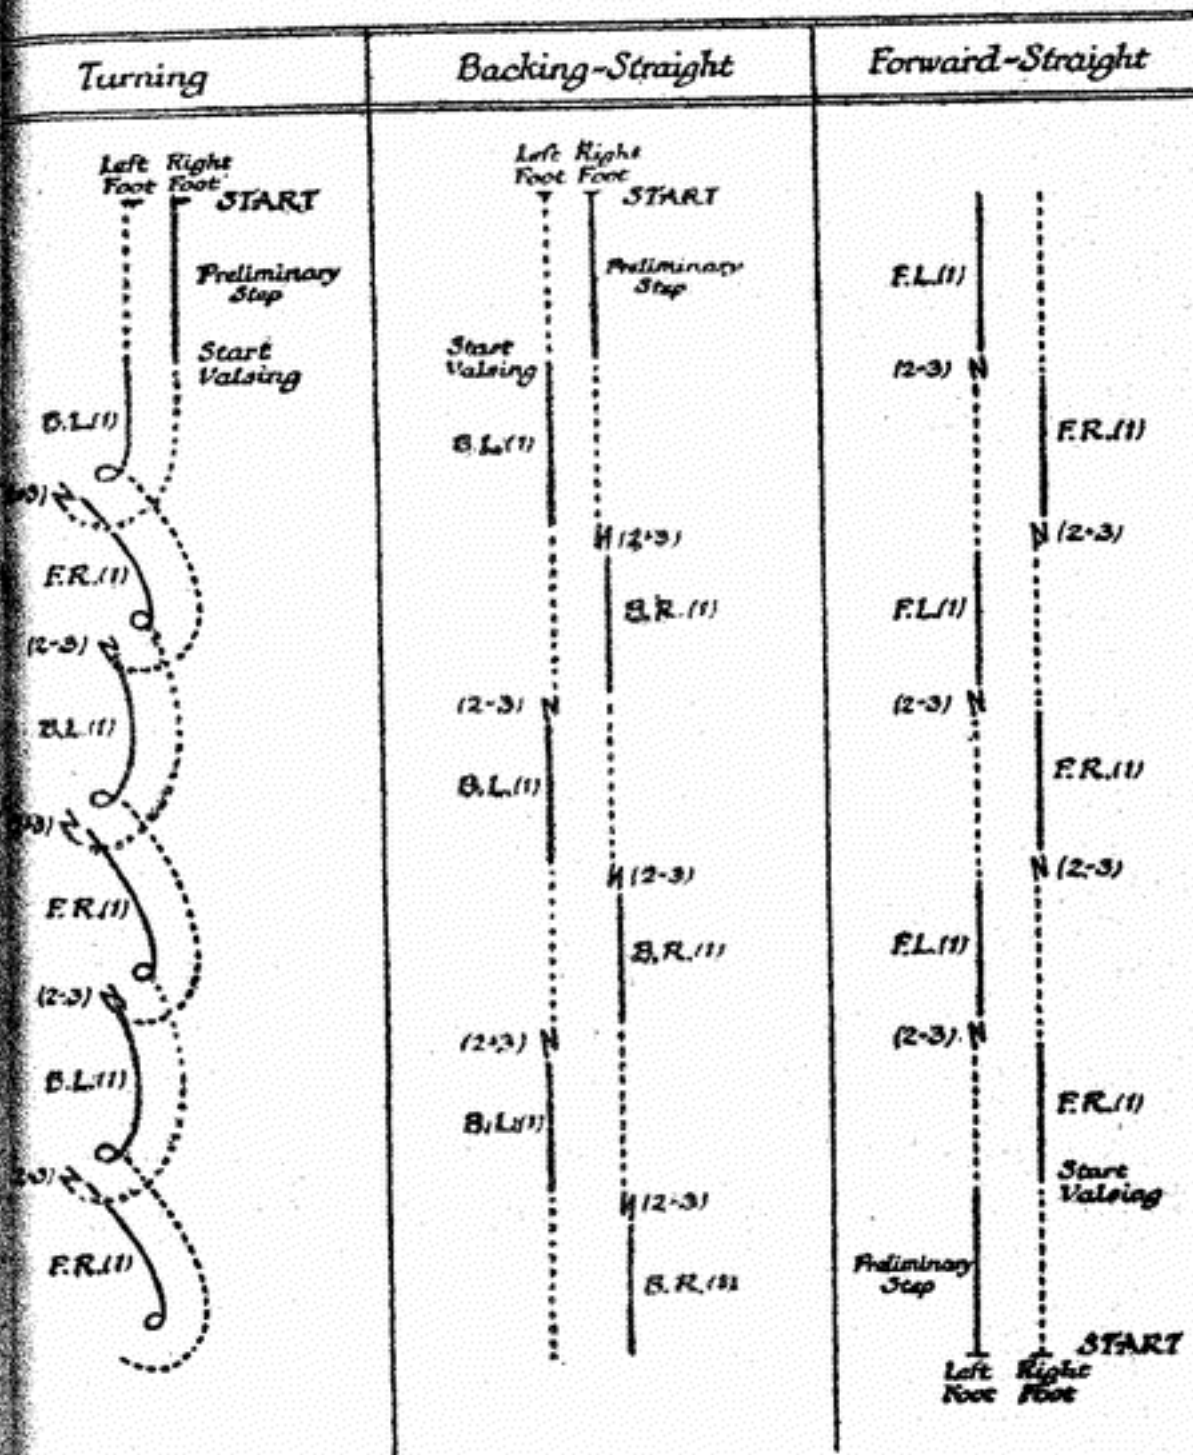 Turning
Left Right
Foot Foot
START
Preliminary
Step
Start
Valsing
B.L.(1)
F.R.(1)
(2-3)
B.L.(1)
F.R.(1)
(2-3)
B.L.(1)
F.R.(1)
Backing-Straight
Left Right
Foot Foot
START
Preliminary
Step
Start
Valsing
B.L.(1)
(2-3)
B.R.(1)
(2-3)
B.L.(1)
(2-3)
B.R.(1)
(2-3)
B.L.(1)
(2-3)
B.R.(1)
Forward-Straight
F.L.(1)
(2-3)
F.R.(1)
(2-3)
F.L.(1)
(2-3)
F.R.(1)
(2-3)
F.L.(1)
(2-3)
F.R.(1)
Start
Valsing
Preliminary
Step
START
Left Right
Foot Foot